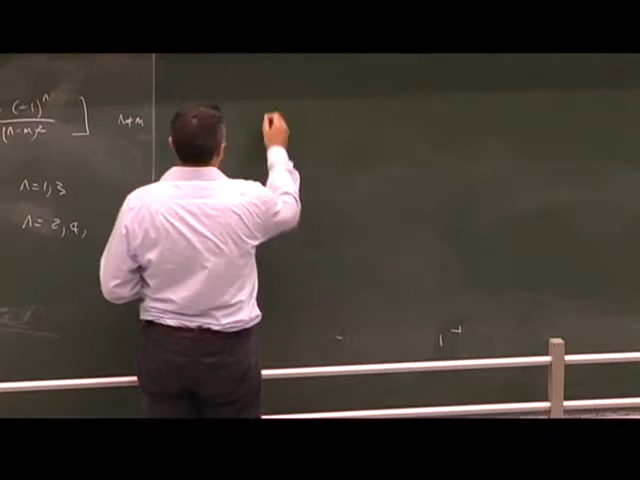 (-1)^n ] n≠m
(n-m)²
n=1,3
n=2,4,